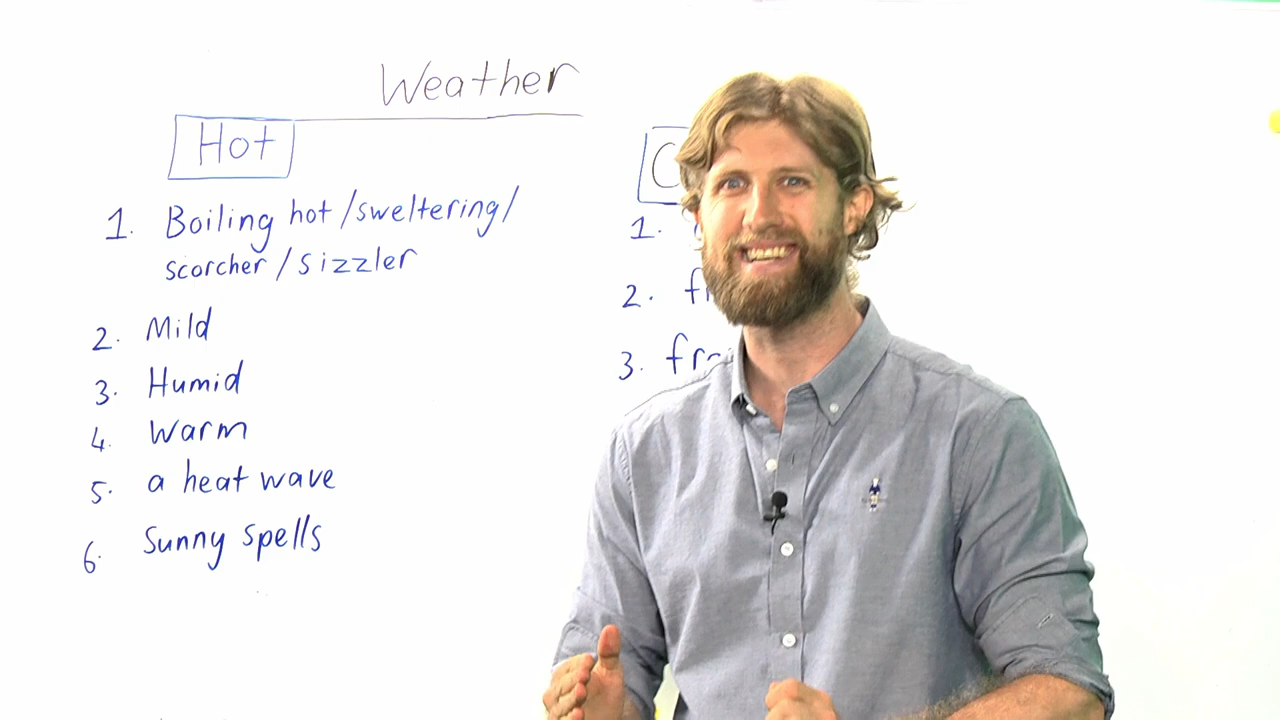 Weather
Hot
1. Boiling hot/sweltering/
scorcher/sizzler
2. Mild
3. Humid
4. Warm
5. a heat wave
6. Sunny spells
1.
2.
3.